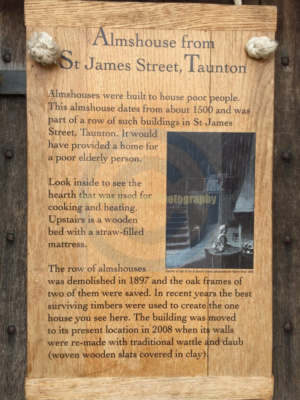 Almshouse from
St James Street, Taunton
Almshouses were built to house poor people.
This almshouse dates from about 1500 and was
part of a row of such buildings in St James
Street, Taunton. It would
have provided a home for
a poor elderly person.
Look inside to see the
hearth that was used for
cooking and heating.
Upstairs is a wooden
bed with a straw-filled
mattress.
The row of almshouses
was demolished in 1897 and the oak frames of
two of them were saved. In recent years the best
surviving timbers were used to create the one
house you see here. The building was moved
to its present location in 2008 when its walls
were re-made with traditional wattle and daub
(woven wooden slats covered in clay).